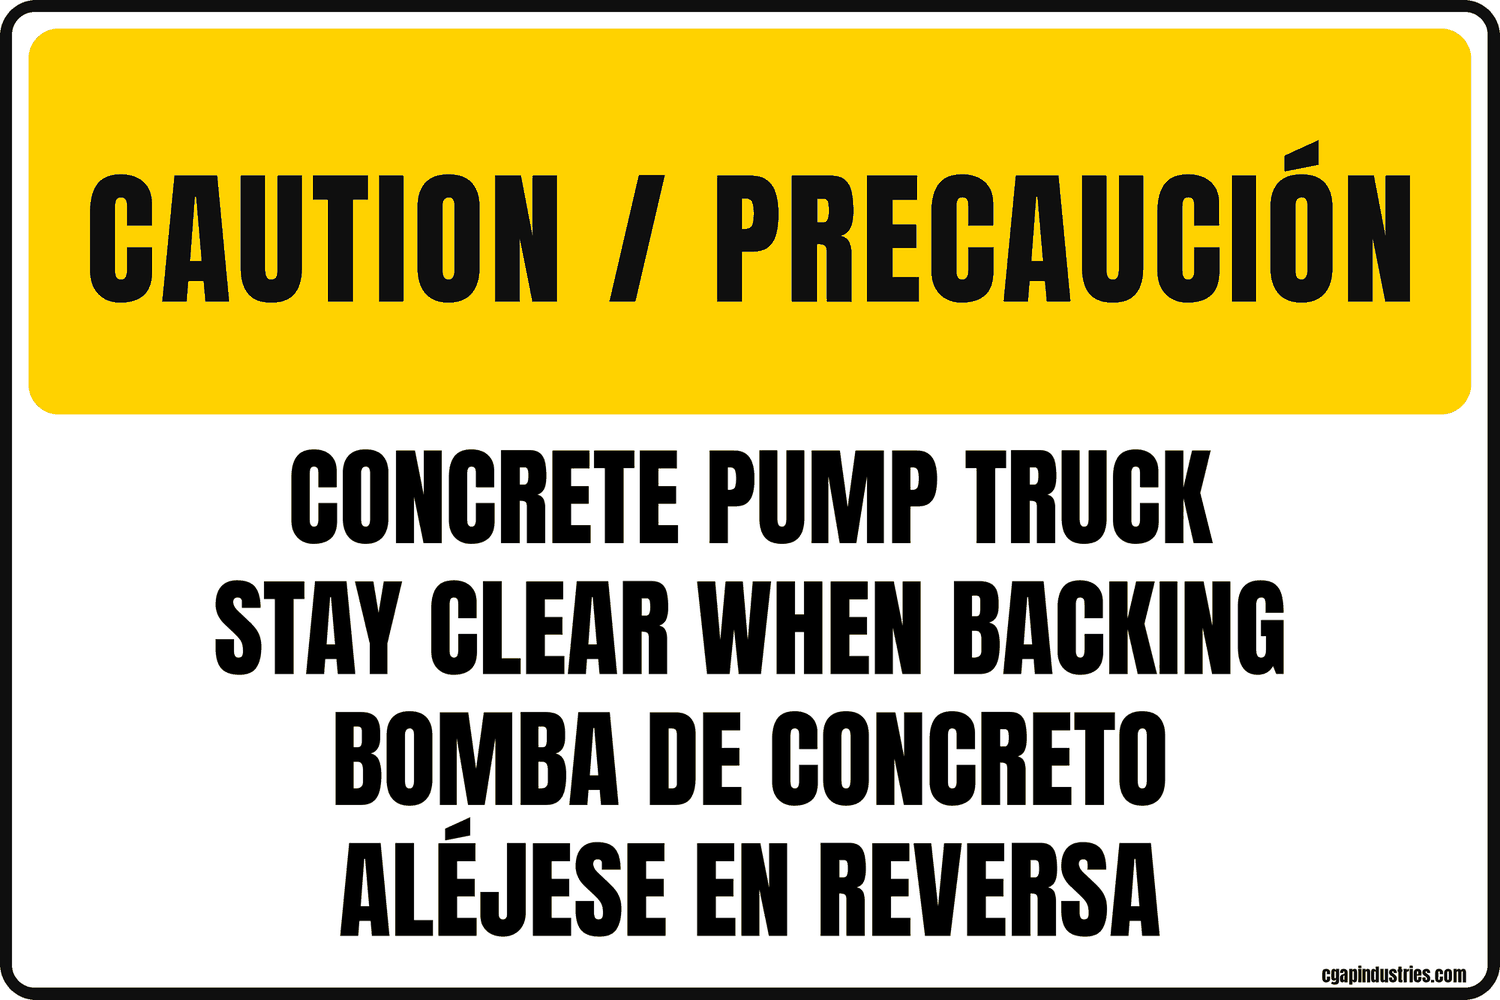 CAUTION / PRECAUCIÓN
CONCRETE PUMP TRUCK
STAY CLEAR WHEN BACKING
BOMBA DE CONCRETO
ALÉJESE EN REVERSA
cgapindustries.com